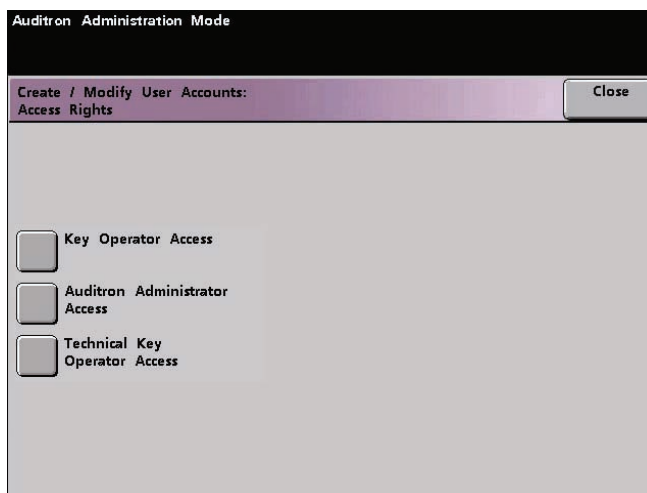 Auditron Administration Mode
Create / Modify User Accounts:
Access Rights
Close
Key Operator Access
Auditron Administrator
Access
Technical Key
Operator Access